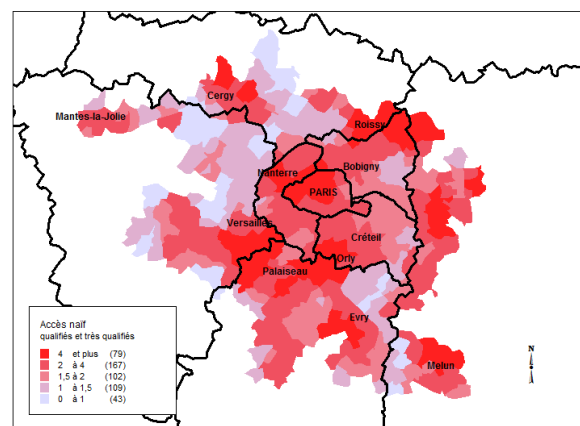 Cergy
Mantes-la-Jolie
Roissy
Nanterre
Bobigny
PARIS
Versailles
Créteil
Orly
Palaiseau
Evry
Melun
N
Accès naïf
qualifiés et très qualifiés
4 et plus (79)
2 à 4 (167)
1,5 à 2 (102)
1 à 1,5 (109)
0 à 1 (43)